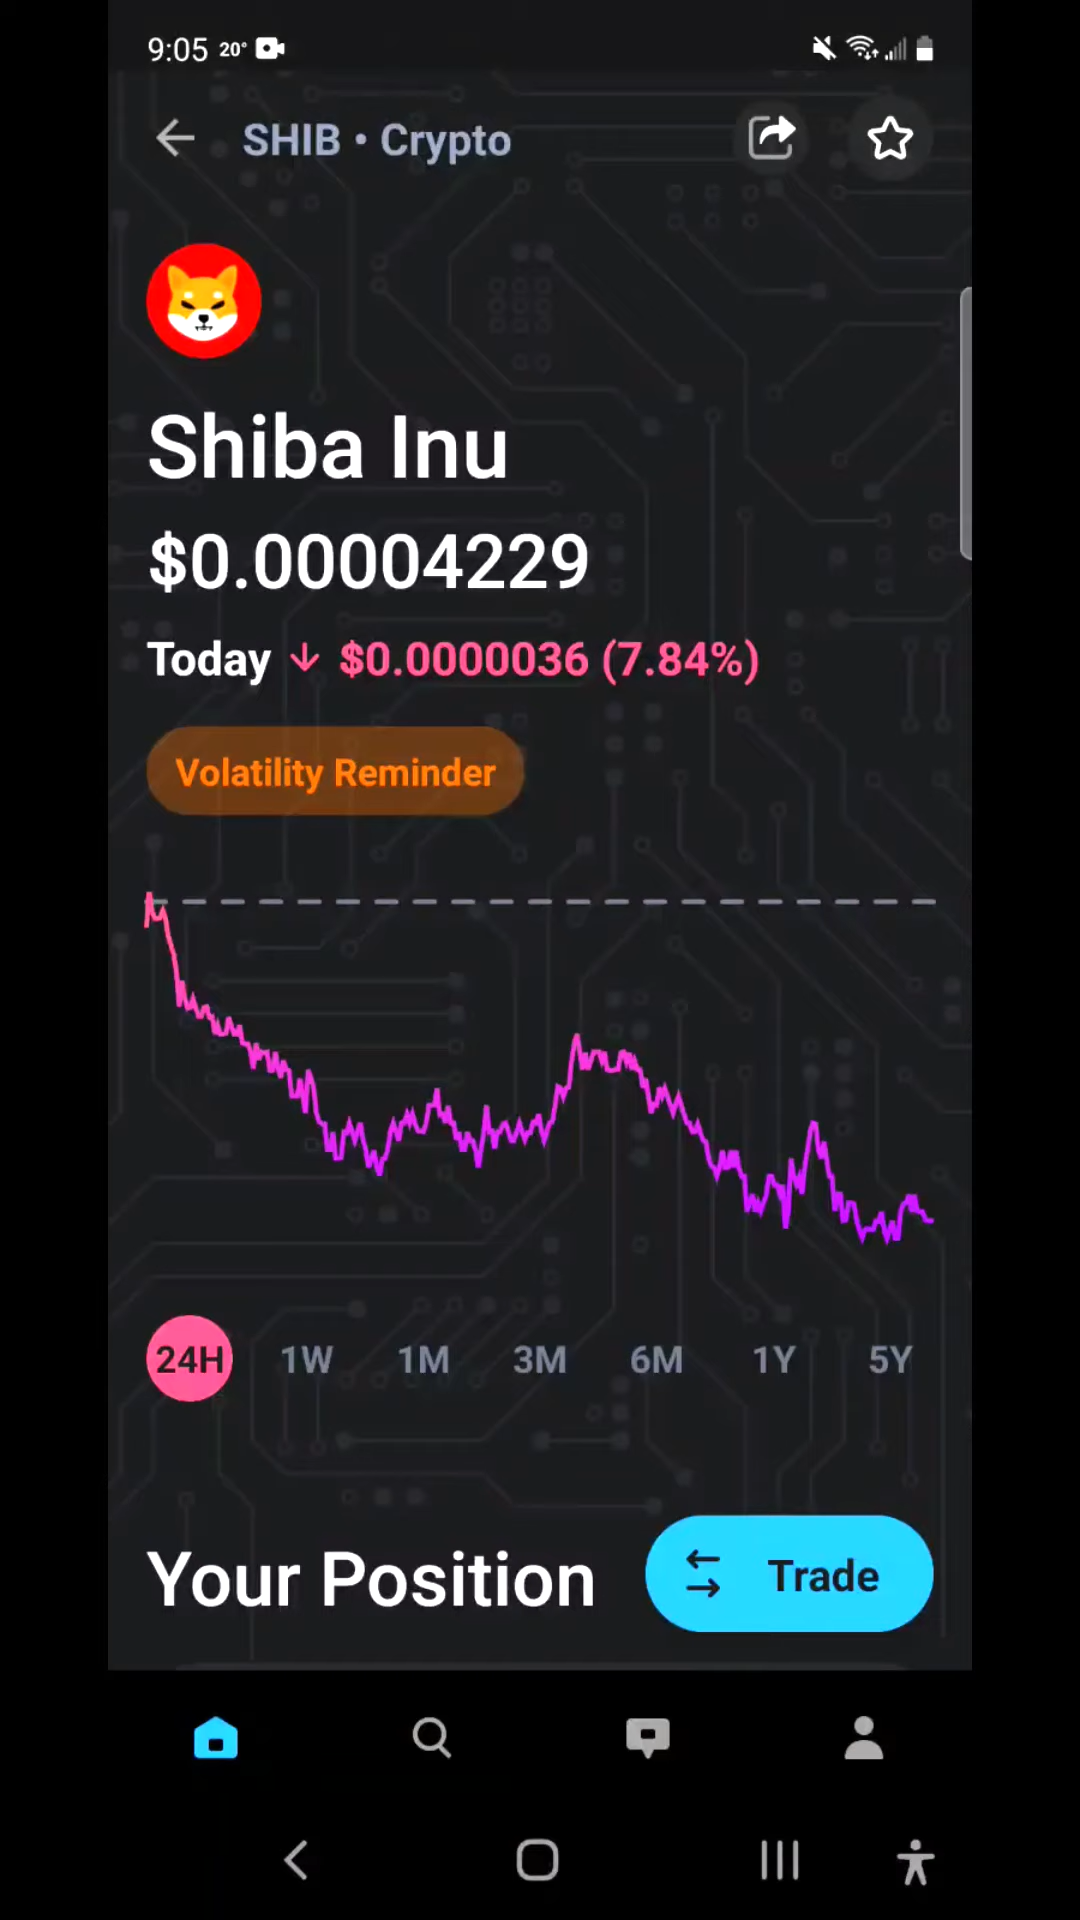 9:05 20°
SHIB • Crypto
Shiba Inu
$0.00004229
Today ↓ $0.0000036 (7.84%)
Volatility Reminder
24H 1W 1M 3M 6M 1Y 5Y
Your Position
Trade